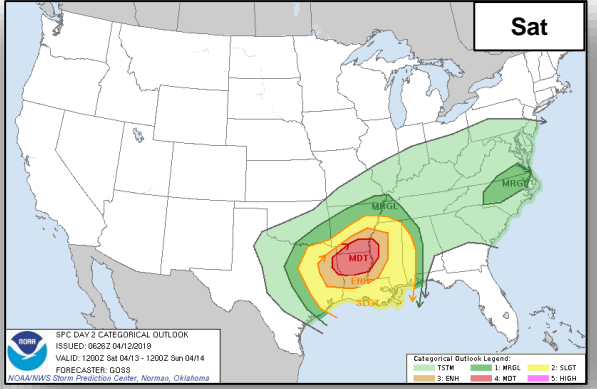 Sat
MRGL
MRGL
MDT
ENH
SLGT
SPC DAY 2 CATEGORICAL OUTLOOK
ISSUED: 0626Z 04/12/2019
VALID: 1200Z Sat 04/13 - 1200Z Sun 04/14
FORECASTER: GOSS
NOAA/NWS Storm Prediction Center, Norman, Oklahoma
NOAA
Categorical Outlook Legend:
TSTM 1: MRGL 2: SLGT
3: ENH 4: MDT 5: HIGH